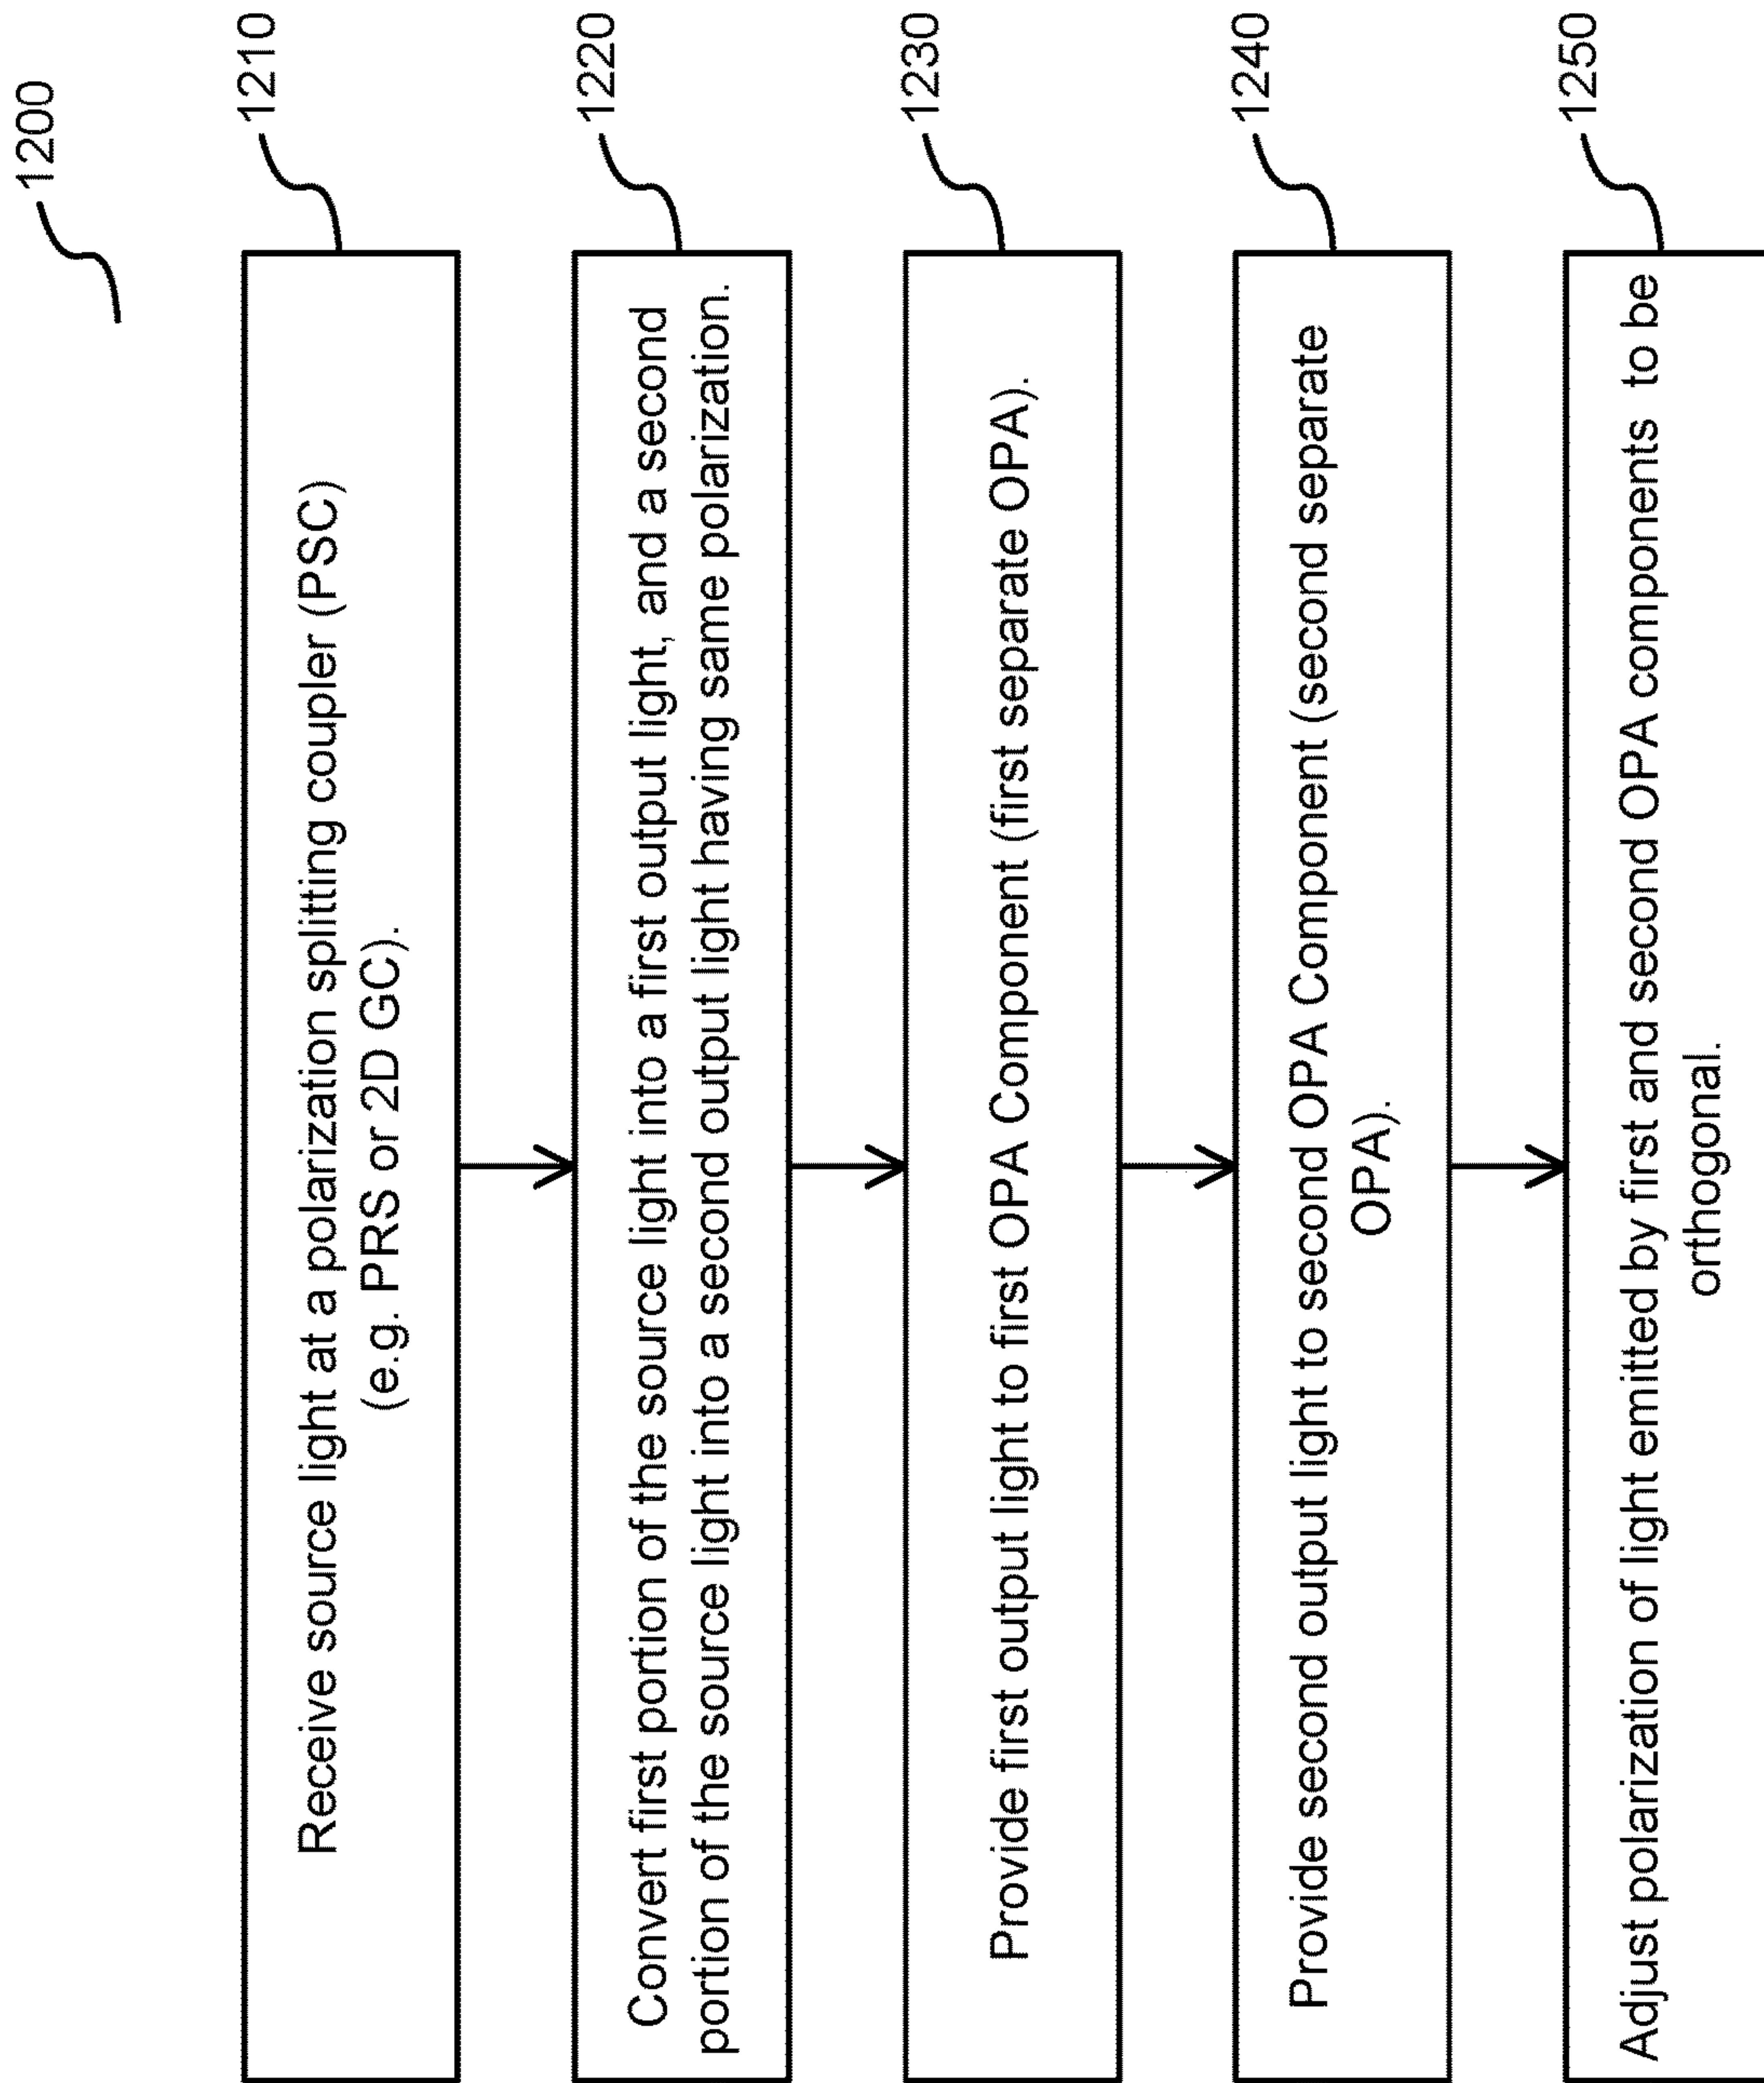 1200
1210
Receive source light at a polarization splitting coupler (PSC)
(e.g. PRS or 2D GC).
1220
Convert first portion of the source light into a first output light, and a second
portion of the source light into a second output light having same polarization.
1230
Provide first output light to first OPA Component (first separate OPA).
1240
Provide second output light to second OPA Component (second separate
OPA).
1250
Adjust polarization of light emitted by first and second OPA components to be
orthogonal.